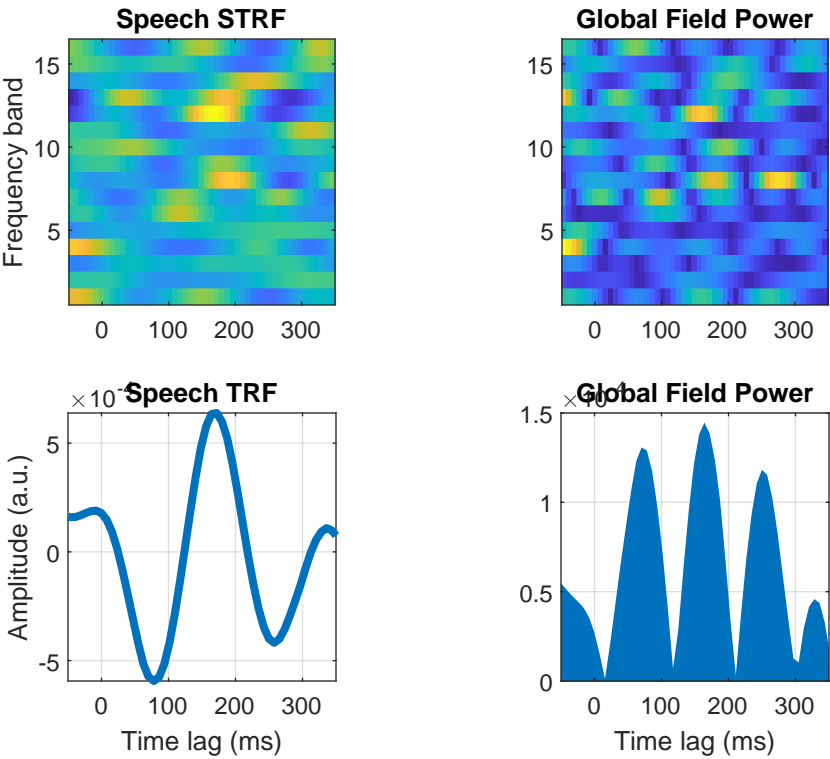 Speech STRF
Global Field Power
15
10
5
Frequency band
0 100 200 300
15
10
5
0 100 200 300
×10⁻⁴
Speech TRF
Global Field Power
5
0
-5
Amplitude (a.u.)
0 100 200 300
Time lag (ms)
1.5
1
0.5
0
0 100 200 300
Time lag (ms)